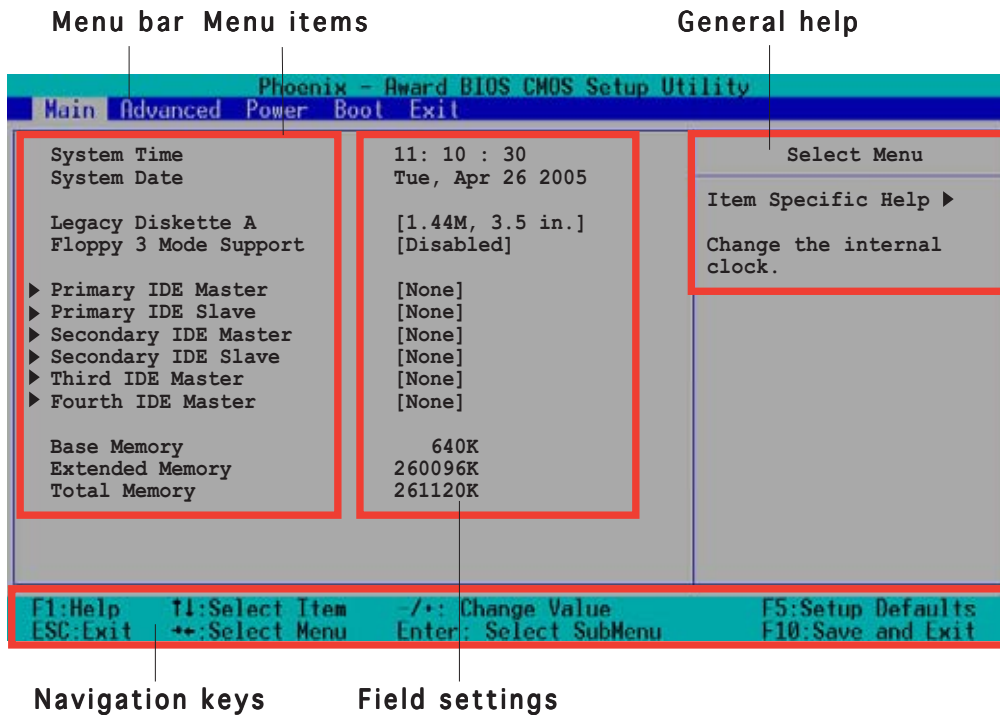 Menu bar Menu items General help
Phoenix - Award BIOS CMOS Setup Utility
Main Advanced Power Boot Exit
System Time 11: 10 : 30
System Date Tue, Apr 26 2005
Legacy Diskette A [1.44M, 3.5 in.]
Floppy 3 Mode Support [Disabled]
▶ Primary IDE Master [None]
▶ Primary IDE Slave [None]
▶ Secondary IDE Master [None]
▶ Secondary IDE Slave [None]
▶ Third IDE Master [None]
▶ Fourth IDE Master [None]
Base Memory 640K
Extended Memory 260096K
Total Memory 261120K
Select Menu
Item Specific Help ▶
Change the internal
clock.
F1:Help ↑↓:Select Item -/+: Change Value F5:Setup Defaults
ESC:Exit →←:Select Menu Enter: Select SubMenu F10:Save and Exit
Navigation keys Field settings